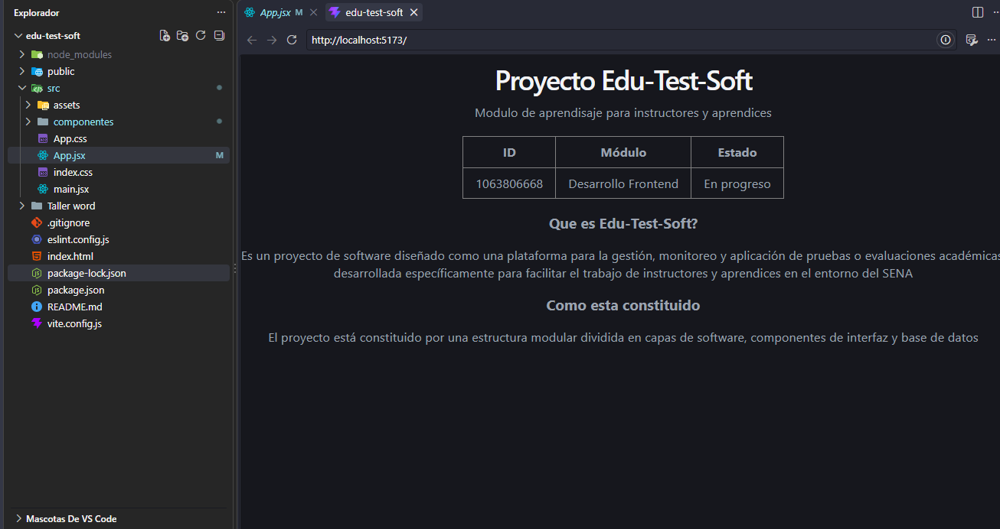 Explorador
edu-test-soft
node_modules
public
src
assets
componentes
App.css
App.jsx M
index.css
main.jsx
Taller word
.gitignore
eslint.config.js
index.html
package-lock.json
package.json
README.md
vite.config.js
Mascotas De VS Code
App.jsx M
edu-test-soft
http://localhost:5173/
Proyecto Edu-Test-Soft
Modulo de aprendisaje para instructores y aprendices
ID Módulo Estado
1063806668 Desarrollo Frontend En progreso
Que es Edu-Test-Soft?
Es un proyecto de software diseñado como una plataforma para la gestión, monitoreo y aplicación de pruebas o evaluaciones académicas
desarrollada específicamente para facilitar el trabajo de instructores y aprendices en el entorno del SENA
Como esta constituido
El proyecto está constituido por una estructura modular dividida en capas de software, componentes de interfaz y base de datos